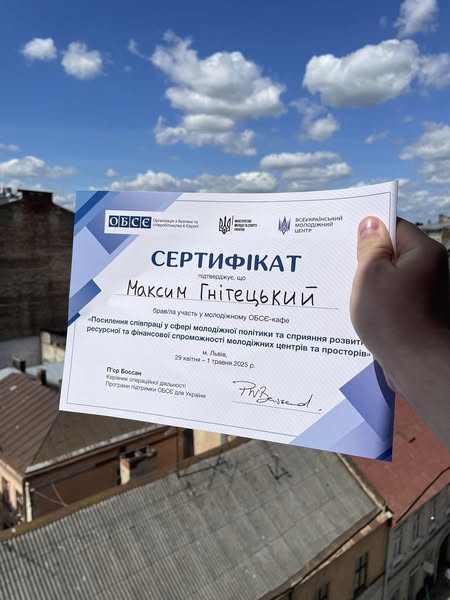 ОБСЄ Організація з безпеки та
співробітництва в Європі
МІНІСТЕРСТВО
МОЛОДІ ТА СПОРТУ
УКРАЇНИ
ВСЕУКРАЇНСЬКИЙ
МОЛОДІЖНИЙ
ЦЕНТР
СЕРТИФІКАТ
підтверджує, що
Максим Гнітецький
брав/ла участь у молодіжному ОБСЄ-кафе
«Посилення співпраці у сфері молодіжної політики та сприяння розвит
ресурсної та фінансової спроможності молодіжних центрів та просторів»
м. Львів,
29 квітня – 1 травня 2025 р.
П'єр Боссан
Керівник операційної діяльності
Програми підтримки ОБСЄ для України